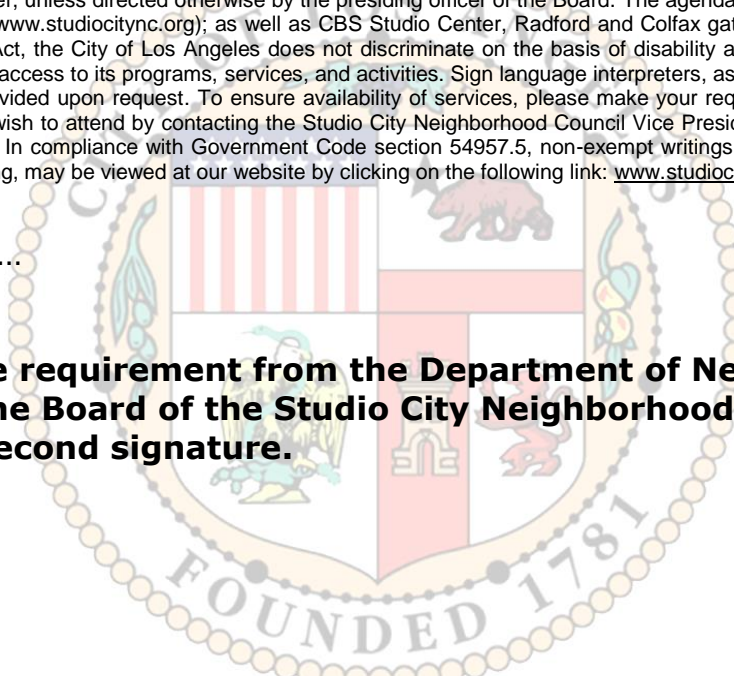 er, unless directed otherwise by the presiding officer of the Board. The agenda
www.studiocitync.org); as well as CBS Studio Center, Radford and Colfax gat
Act, the City of Los Angeles does not discriminate on the basis of disability a
access to its programs, services, and activities. Sign language interpreters, as
vided upon request. To ensure availability of services, please make your req
wish to attend by contacting the Studio City Neighborhood Council Vice Presid
In compliance with Government Code section 54957.5, non-exempt writings
g, may be viewed at our website by clicking on the following link: www.studioc
...
e requirement from the Department of Ne
he Board of the Studio City Neighborhood
econd signature.
CITY OF LOS ANGELES
FOUNDED 1781